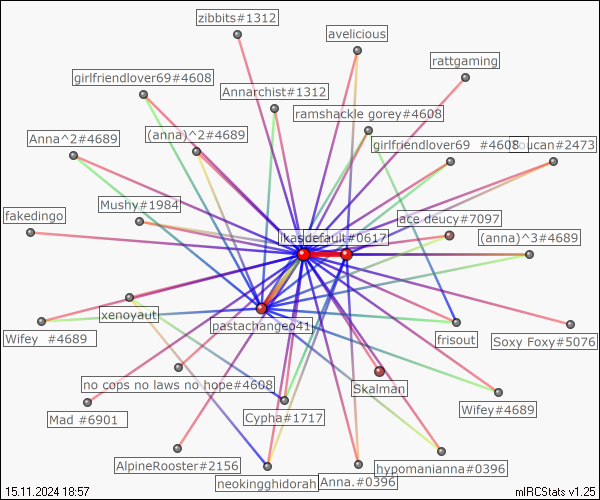 zibbits#1312
avelicious
rattgaming
girlfriendlover69#4608
Annarchist#1312
ramshackle gorey#4608
Anna^2#4689
(anna)^2#4689
girlfriendlover69 #4608
oucan#2473
Mushy#1984
fakedingo
ace deucy#7097
ikasdefault#0617
(anna)^3#4689
xenoyaut
pastachangeo41
Wifey #4689
frisout
Soxy Foxy#5076
no cops no laws no hope#4608
Skalman
Mad #6901
Cypha#1717
Wifey#4689
AlpineRooster#2156
neokingghidorah
Anna.#0396
hypomanianna#0396
15.11.2024 18:57
mIRCStats v1.25